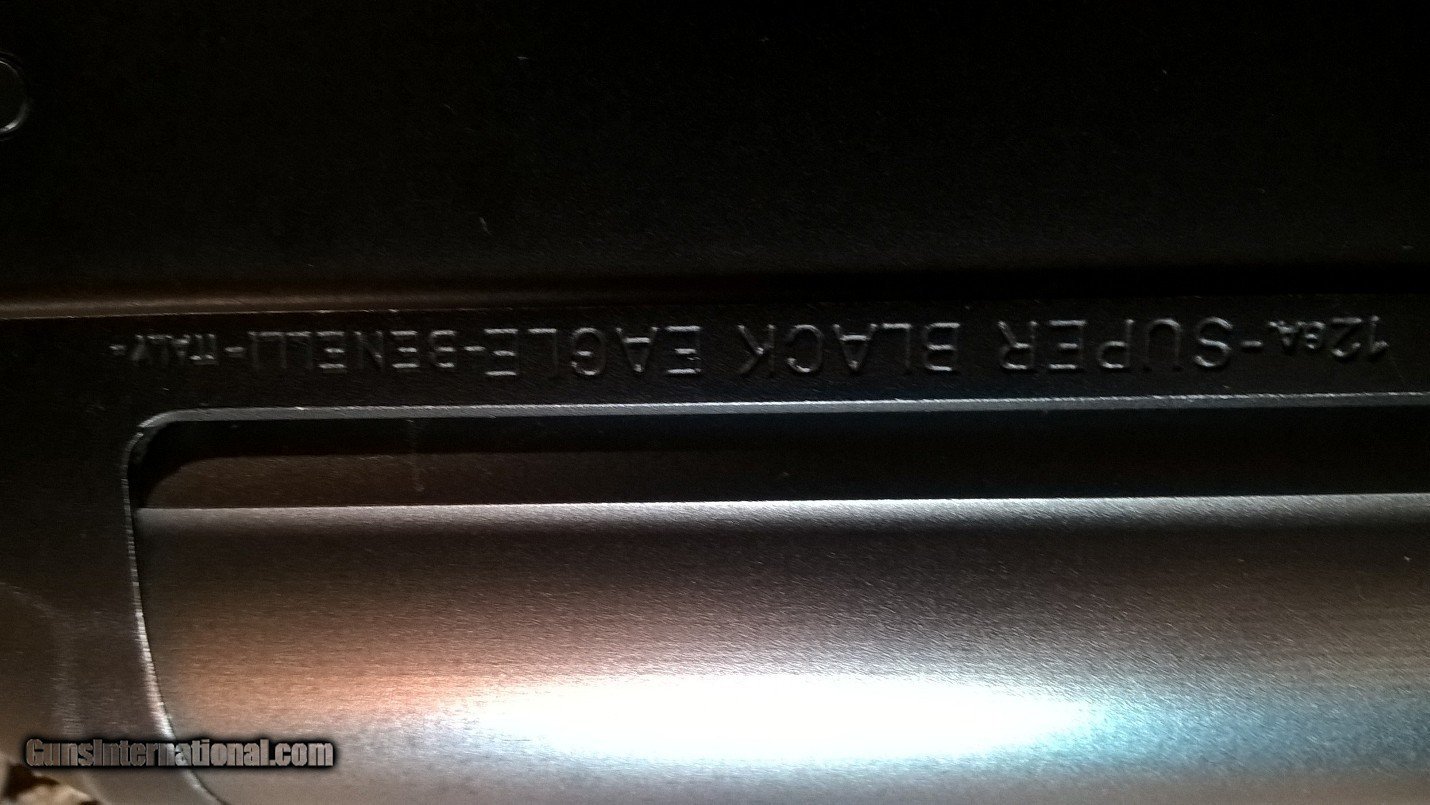 12GA.-SUPER BLACK EAGLE-BENELLI-ITALY-
GunsInternational.com